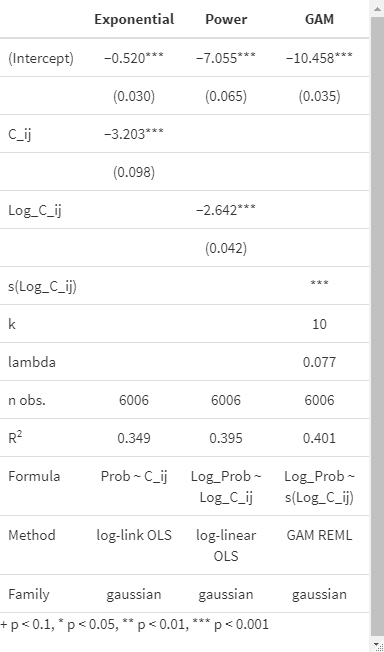 Exponential Power GAM
(Intercept) −0.520*** −7.055*** −10.458***
(0.030) (0.065) (0.035)
C_ij −3.203***
(0.098)
Log_C_ij −2.642***
(0.042)
s(Log_C_ij) ***
k 10
lambda 0.077
n obs. 6006 6006 6006
R² 0.349 0.395 0.401
Formula Prob ~ C_ij Log_Prob ~ Log_Prob ~
Log_C_ij s(Log_C_ij)
Method log-link OLS log-linear GAM REML
OLS
Family gaussian gaussian gaussian
+ p < 0.1, * p < 0.05, ** p < 0.01, *** p < 0.001